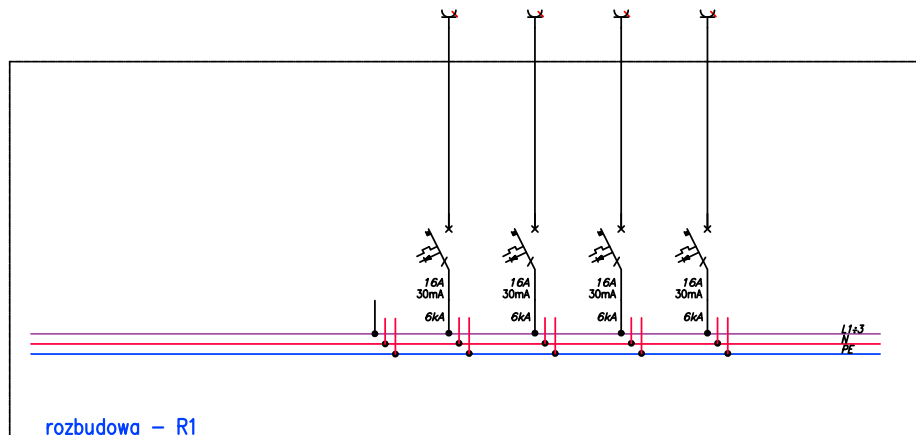 16A 16A 16A 16A
30mA 30mA 30mA 30mA
6kA 6kA 6kA 6kA
L1÷3
N
PE
rozbudowa – R1